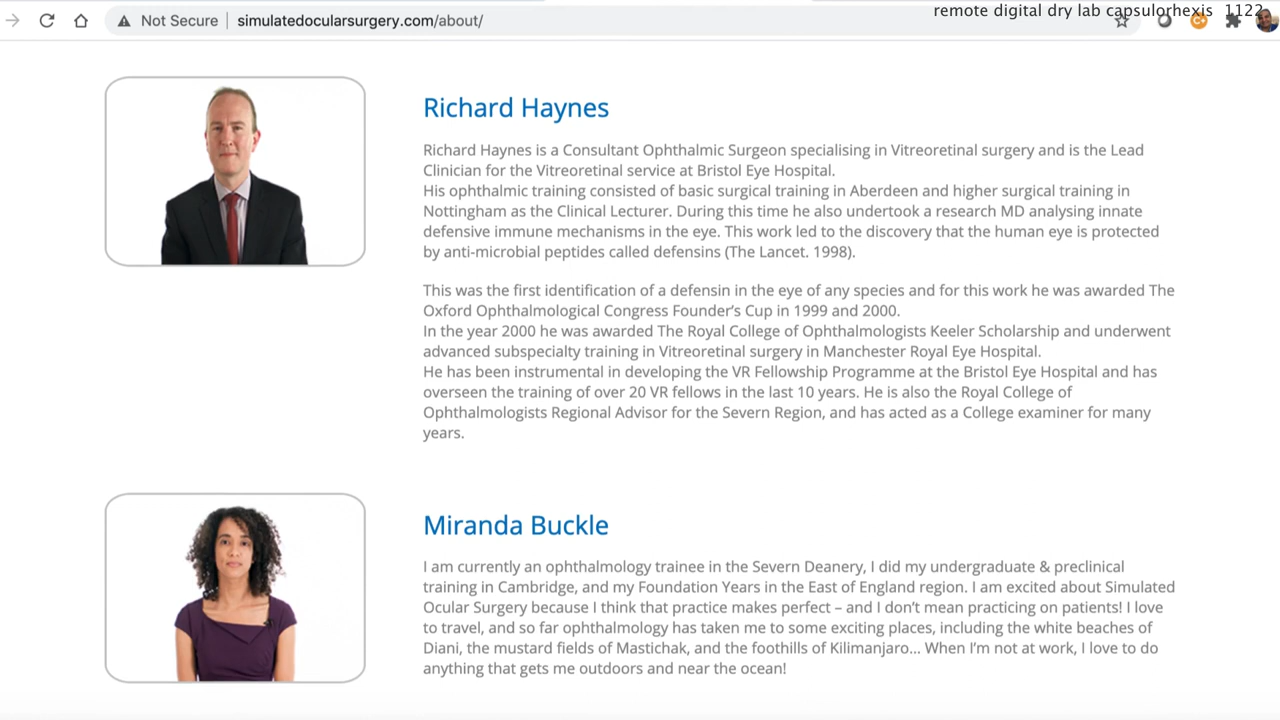 Not Secure
simulatedocularsurgery.com/about/
remote digital dry lab capsulorhexis 1122
Richard Haynes
Richard Haynes is a Consultant Ophthalmic Surgeon specialising in Vitreoretinal surgery and is the Lead
Clinician for the Vitreoretinal service at Bristol Eye Hospital.
His ophthalmic training consisted of basic surgical training in Aberdeen and higher surgical training in
Nottingham as the Clinical Lecturer. During this time he also undertook a research MD analysing innate
defensive immune mechanisms in the eye. This work led to the discovery that the human eye is protected
by anti-microbial peptides called defensins (The Lancet. 1998).
This was the first identification of a defensin in the eye of any species and for this work he was awarded The
Oxford Ophthalmological Congress Founder’s Cup in 1999 and 2000.
In the year 2000 he was awarded The Royal College of Ophthalmologists Keeler Scholarship and underwent
advanced subspecialty training in Vitreoretinal surgery in Manchester Royal Eye Hospital.
He has been instrumental in developing the VR Fellowship Programme at the Bristol Eye Hospital and has
overseen the training of over 20 VR fellows in the last 10 years. He is also the Royal College of
Ophthalmologists Regional Advisor for the Severn Region, and has acted as a College examiner for many
years.
Miranda Buckle
I am currently an ophthalmology trainee in the Severn Deanery, I did my undergraduate & preclinical
training in Cambridge, and my Foundation Years in the East of England region. I am excited about Simulated
Ocular Surgery because I think that practice makes perfect – and I don’t mean practicing on patients! I love
to travel, and so far ophthalmology has taken me to some exciting places, including the white beaches of
Diani, the mustard fields of Mastichak, and the foothills of Kilimanjaro... When I’m not at work, I love to do
anything that gets me outdoors and near the ocean!